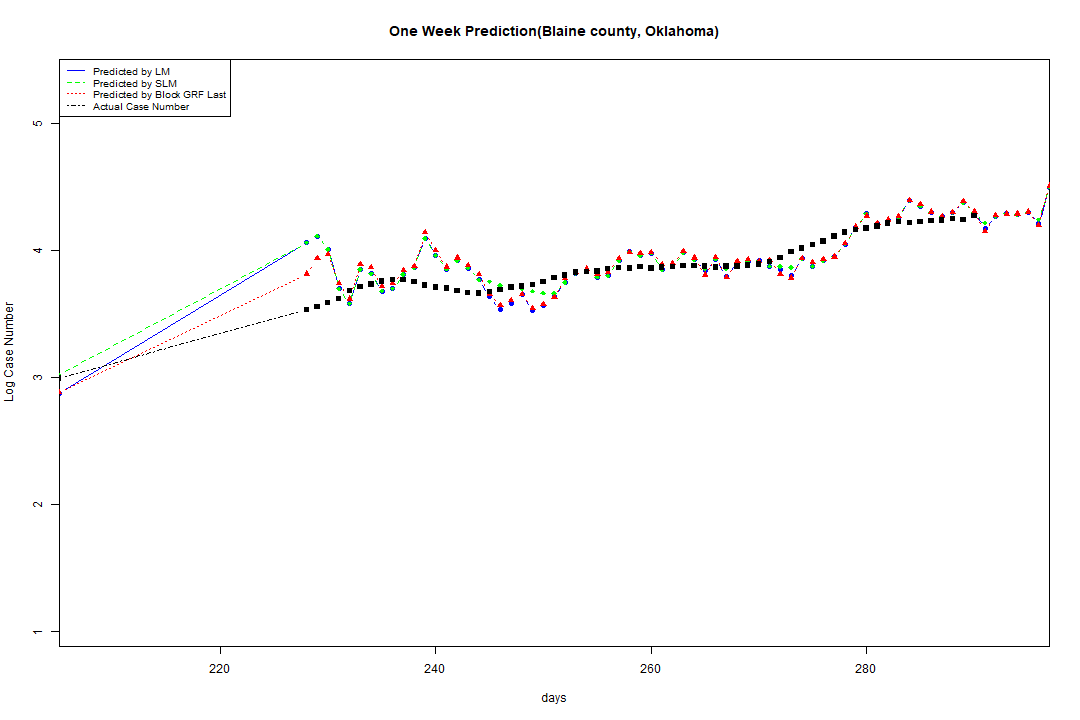 One Week Prediction(Blaine county, Oklahoma)
Predicted by LM
Predicted by SLM
Predicted by Block GRF Last
Actual Case Number
5
4
3
2
1
Log Case Number
220 240 260 280
days